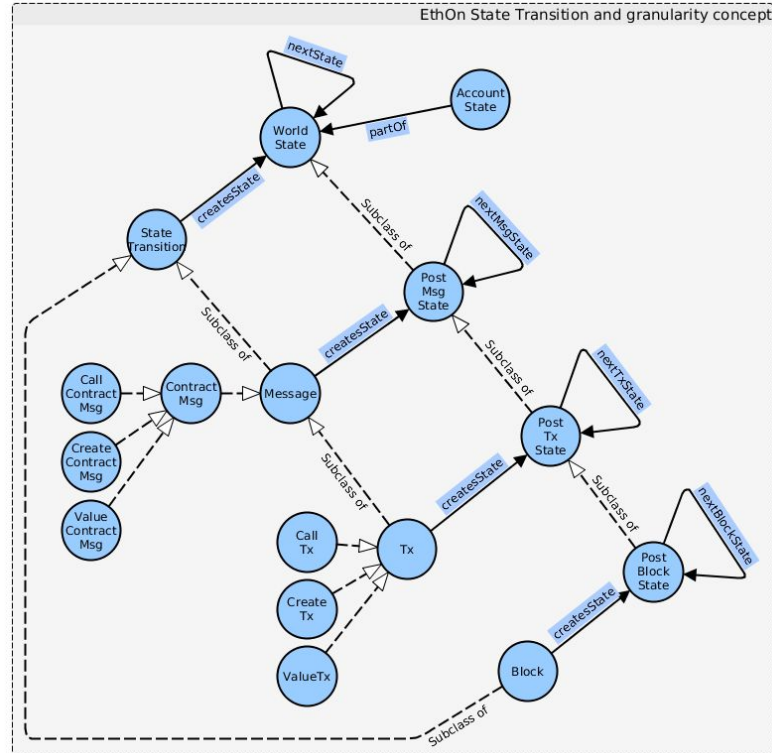 EthOn State Transition and granularity concept
nextState
Account
State
World
State
partOf
createsState
Subclass of
State
Transition
nextMsgState
Post
Msg
State
Subclass of
createsState
Subclass of
nextTxState
Call
Contract
Msg
Contract
Msg
Message
Post
Tx
State
Create
Contract
Msg
Subclass of
createsState
Subclass of
nextBlockState
Value
Contract
Msg
Call
Tx
Tx
Post
Block
State
Create
Tx
createsState
ValueTx
Block
Subclass of